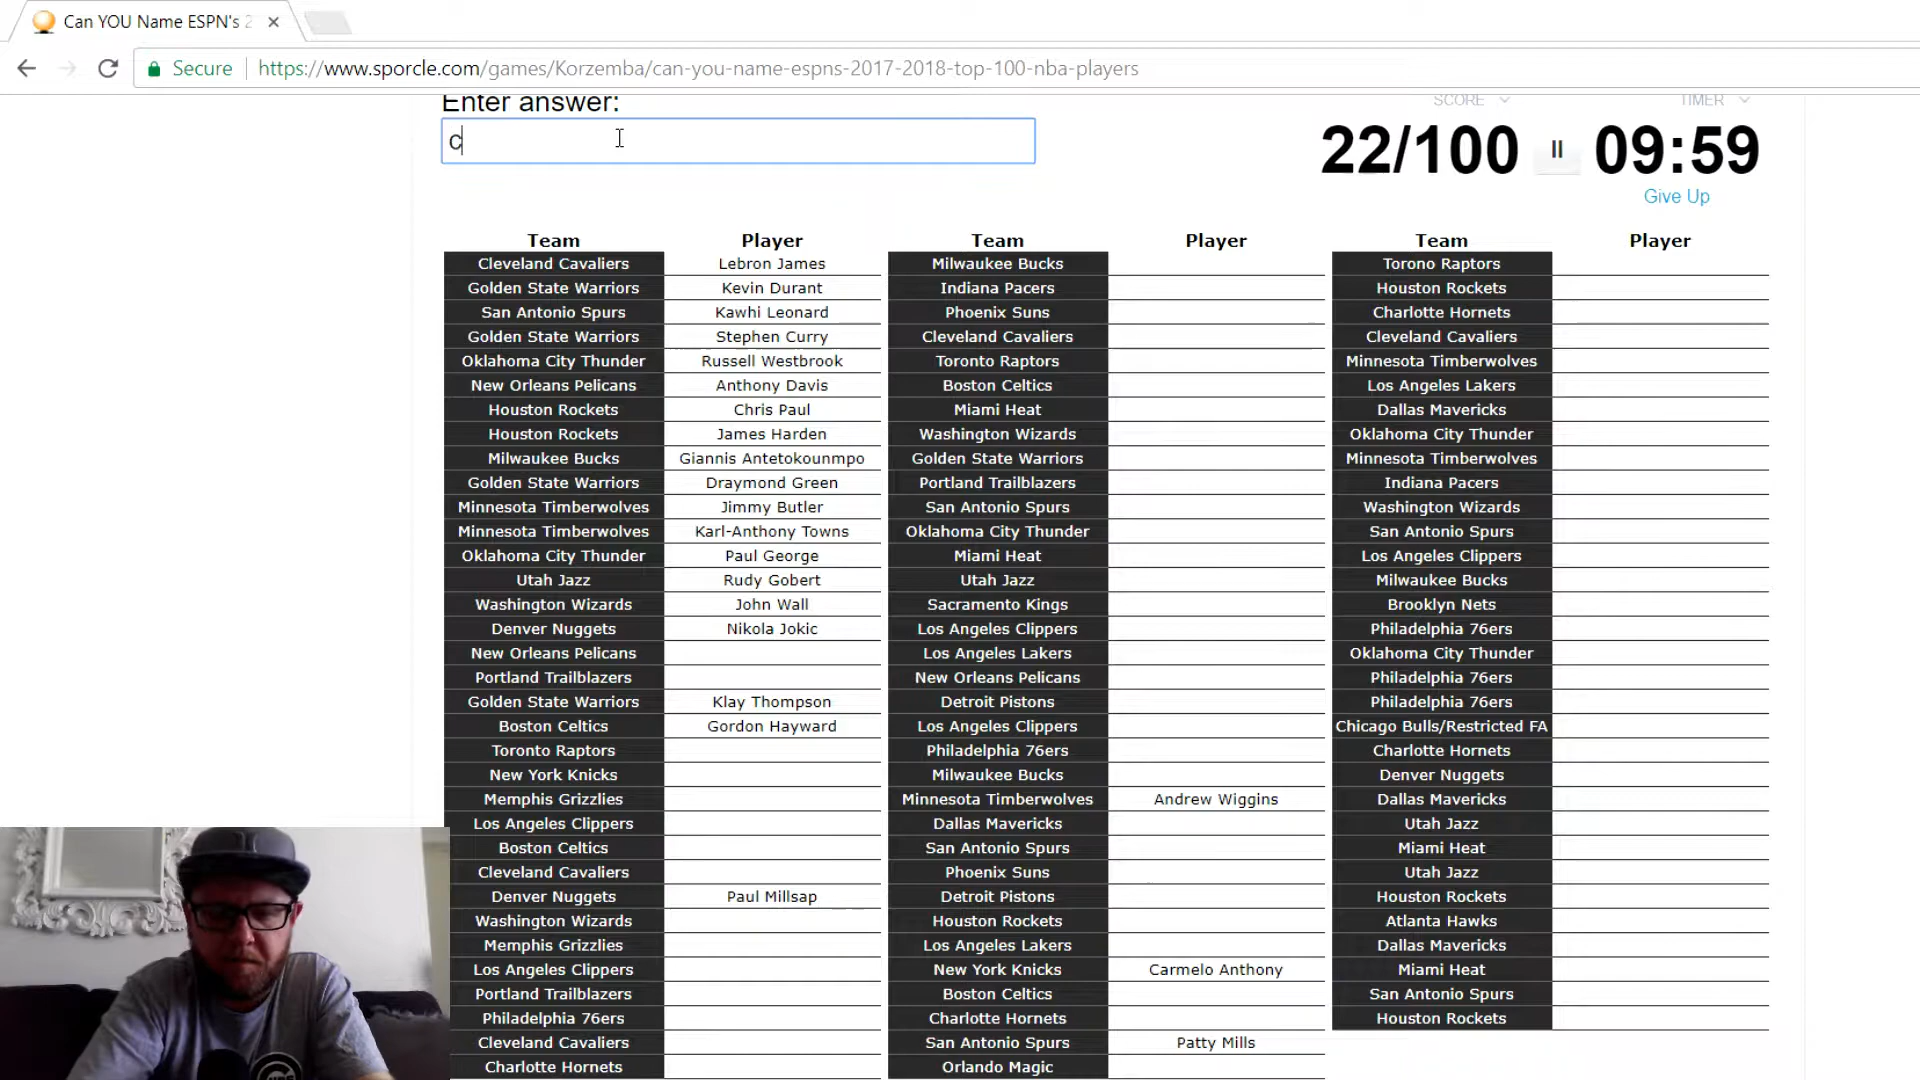 Can YOU Name ESPN's 2
Secure https://www.sporcle.com/games/Korzemba/can-you-name-espns-2017-2018-top-100-nba-players
Enter answer:
SCORE TIMER
C
22/100 09:59
Give Up
Team Player Team Player Team Player
Cleveland Cavaliers Lebron James Milwaukee Bucks Torono Raptors
Golden State Warriors Kevin Durant Indiana Pacers Houston Rockets
San Antonio Spurs Kawhi Leonard Phoenix Suns Charlotte Hornets
Golden State Warriors Stephen Curry Cleveland Cavaliers Cleveland Cavaliers
Oklahoma City Thunder Russell Westbrook Toronto Raptors Minnesota Timberwolves
New Orleans Pelicans Anthony Davis Boston Celtics Los Angeles Lakers
Houston Rockets Chris Paul Miami Heat Dallas Mavericks
Houston Rockets James Harden Washington Wizards Oklahoma City Thunder
Milwaukee Bucks Giannis Antetokounmpo Golden State Warriors Minnesota Timberwolves
Golden State Warriors Draymond Green Portland Trailblazers Indiana Pacers
Minnesota Timberwolves Jimmy Butler San Antonio Spurs Washington Wizards
Minnesota Timberwolves Karl-Anthony Towns Oklahoma City Thunder San Antonio Spurs
Oklahoma City Thunder Paul George Miami Heat Los Angeles Clippers
Utah Jazz Rudy Gobert Utah Jazz Milwaukee Bucks
Washington Wizards John Wall Sacramento Kings Brooklyn Nets
Denver Nuggets Nikola Jokic Los Angeles Clippers Philadelphia 76ers
New Orleans Pelicans Los Angeles Lakers Oklahoma City Thunder
Portland Trailblazers New Orleans Pelicans Philadelphia 76ers
Golden State Warriors Klay Thompson Detroit Pistons Philadelphia 76ers
Boston Celtics Gordon Hayward Los Angeles Clippers Chicago Bulls/Restricted FA
Toronto Raptors Philadelphia 76ers Charlotte Hornets
New York Knicks Milwaukee Bucks Denver Nuggets
Memphis Grizzlies Minnesota Timberwolves Andrew Wiggins Dallas Mavericks
Los Angeles Clippers Dallas Mavericks Utah Jazz
Boston Celtics San Antonio Spurs Miami Heat
Cleveland Cavaliers Phoenix Suns Utah Jazz
Denver Nuggets Paul Millsap Detroit Pistons Houston Rockets
Washington Wizards Houston Rockets Atlanta Hawks
Memphis Grizzlies Los Angeles Lakers Dallas Mavericks
Los Angeles Clippers New York Knicks Carmelo Anthony Miami Heat
Portland Trailblazers Boston Celtics San Antonio Spurs
Philadelphia 76ers Charlotte Hornets Houston Rockets
Cleveland Cavaliers San Antonio Spurs Patty Mills
Charlotte Hornets Orlando Magic